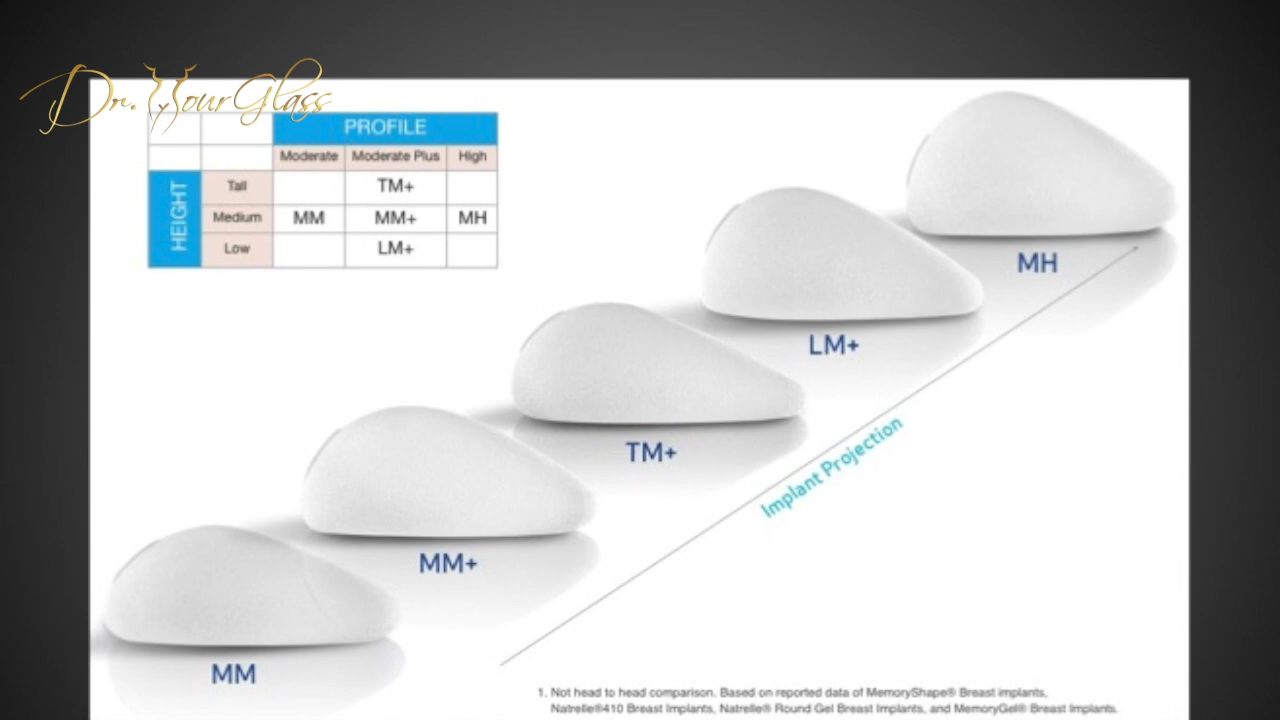 Dr. HourGlass
PROFILE
Moderate Moderate Plus High
HEIGHT
Tall TM+
Medium MM MM+ MH
Low LM+
MH
LM+
TM+
MM+
MM
Implant Projection
1. Not head to head comparison. Based on reported data of MemoryShape® Breast implants,
Natrelle®410 Breast Implants, Natrelle® Round Gel Breast Implants, and MemoryGel® Breast Implants.